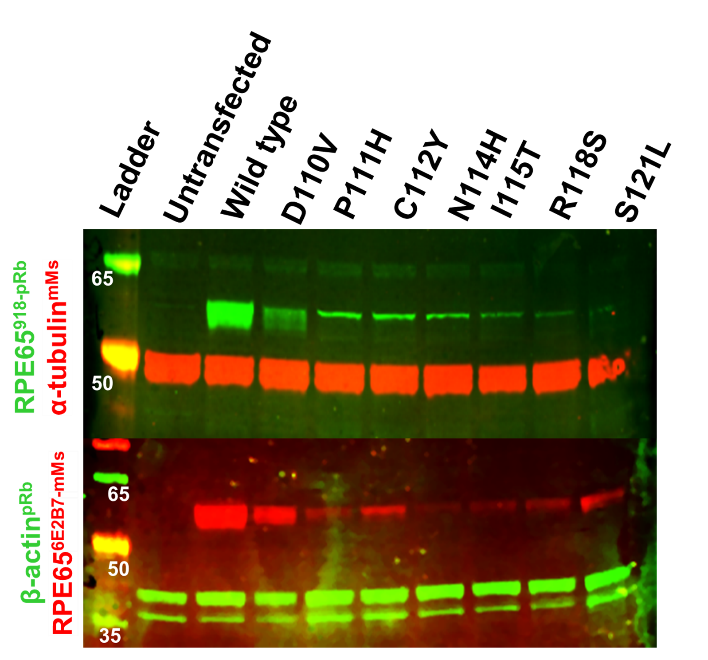 Ladder
Untransfected
Wild type
D110V
P111H
C112Y
N114H
I115T
R118S
S121L
RPE65918-pRb
α-tubulinmMs
65
50
β-actinpRb
RPE656E2B7-mMs
65
50
35